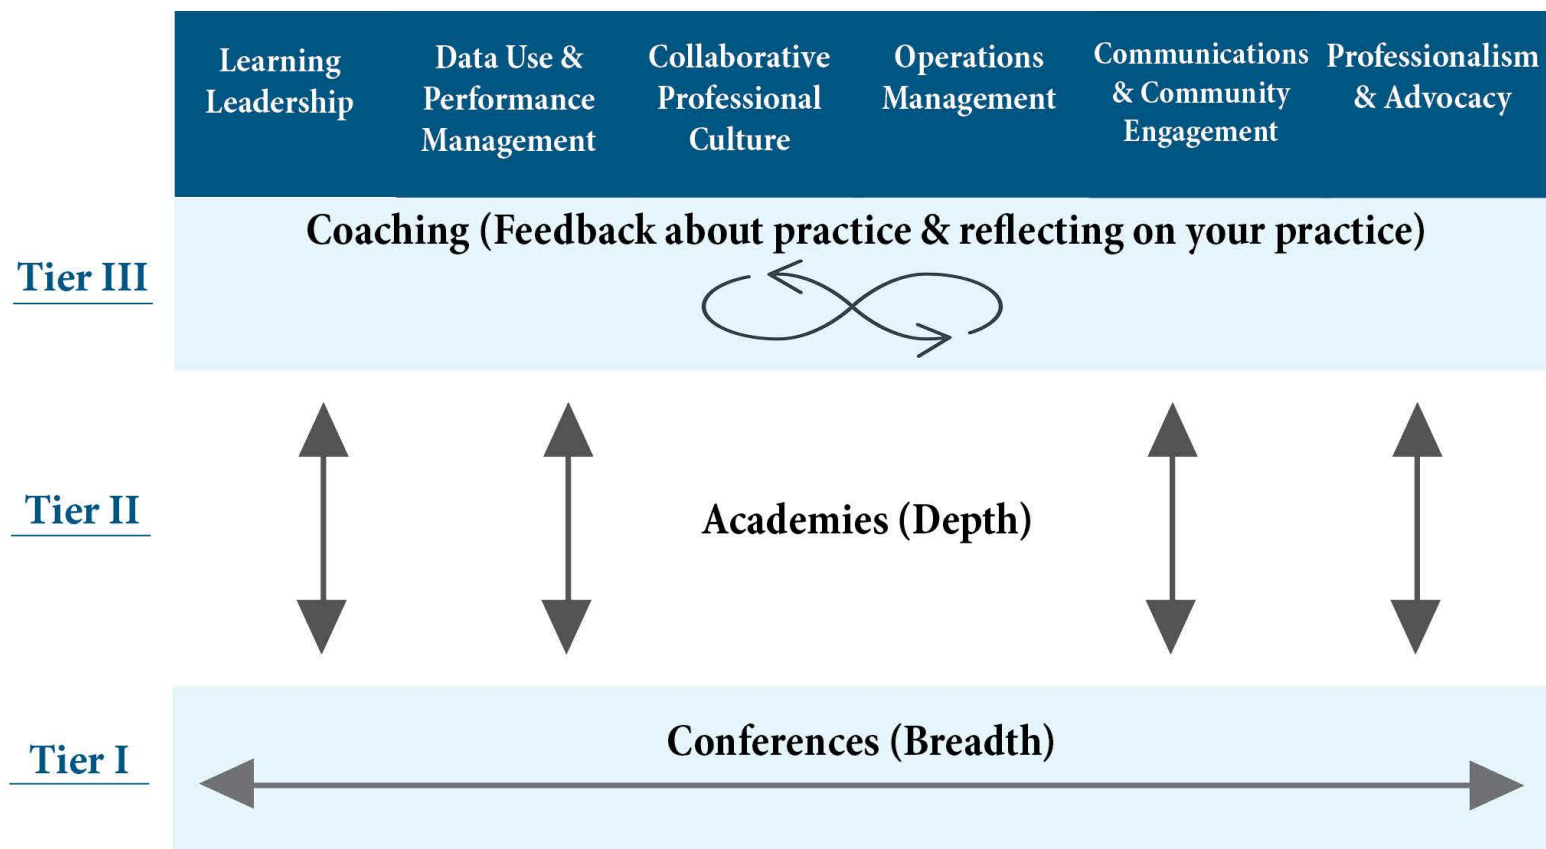 Learning
Leadership
Data Use &
Performance
Management
Collaborative
Professional
Culture
Operations
Management
Communications
& Community
Engagement
Professionalism
& Advocacy
Tier III
Coaching (Feedback about practice & reflecting on your practice)
Tier II
Academies (Depth)
Tier I
Conferences (Breadth)